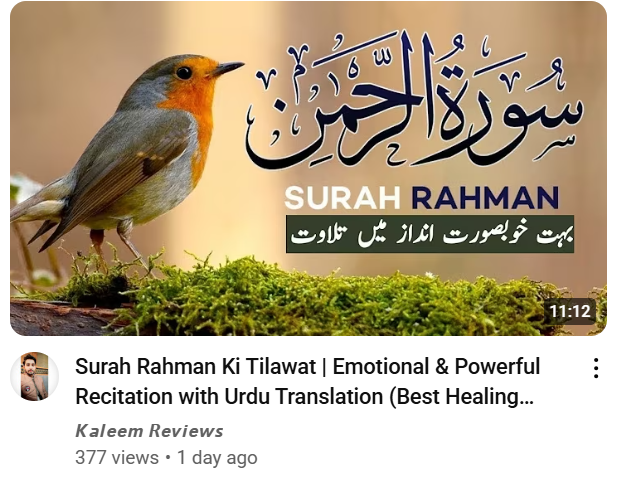 سُورَةُ الرَّحْمٰن
SURAH RAHMAN
بہت خوبصورت انداز میں تلاوت
11:12
Surah Rahman Ki Tilawat | Emotional & Powerful
Recitation with Urdu Translation (Best Healing...
Kaleem Reviews
377 views • 1 day ago